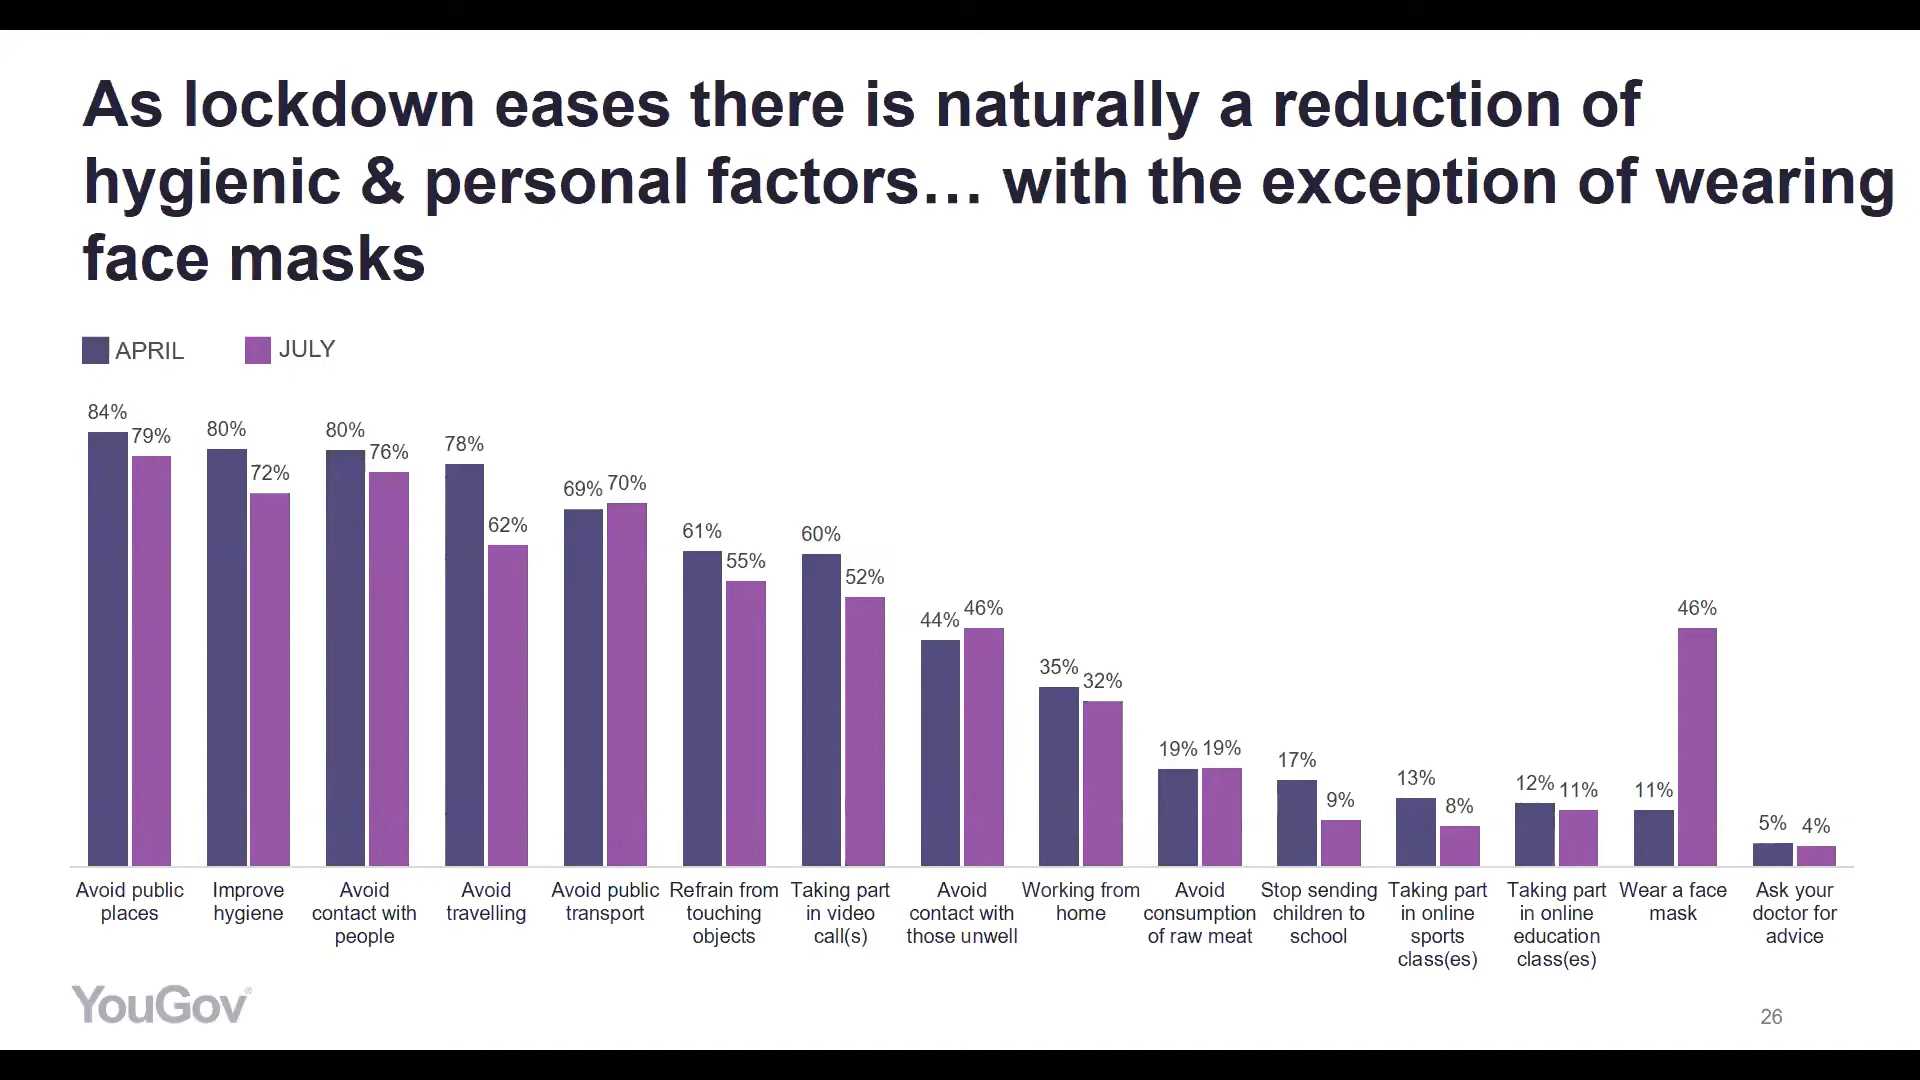 As lockdown eases there is naturally a reduction of
hygienic & personal factors… with the exception of wearing
face masks
APRIL
JULY
84%
79%
80%
72%
80%
76%
78%
62%
69%
70%
61%
55%
60%
52%
44%
46%
35%
32%
19%
19%
17%
9%
13%
8%
12%
11%
11%
46%
5%
4%
Avoid public
places
Improve
hygiene
Avoid
contact with
people
Avoid
travelling
Avoid public
transport
Refrain from
touching
objects
Taking part
in video
call(s)
Avoid
contact with
those unwell
Working from
home
Avoid
consumption
of raw meat
Stop sending
children to
school
Taking part
in online
sports
class(es)
Taking part
in online
education
class(es)
Wear a face
mask
Ask your
doctor for
advice
YouGov®
26